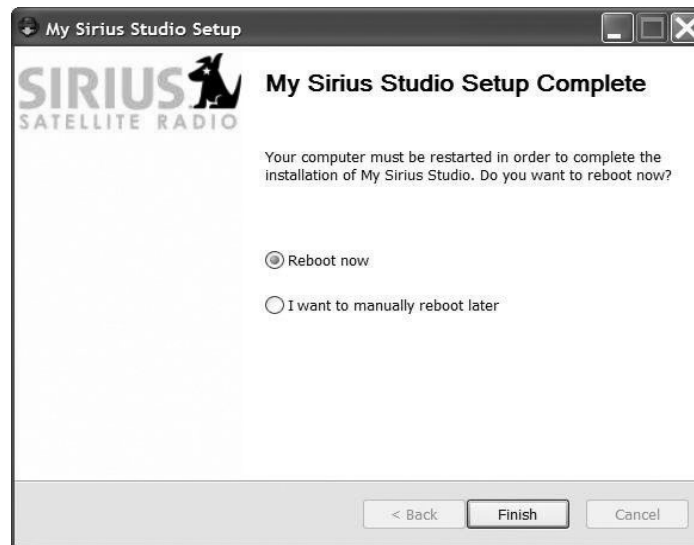 My Sirius Studio Setup
SIRIUS
SATELLITE RADIO
My Sirius Studio Setup Complete
Your computer must be restarted in order to complete the
installation of My Sirius Studio. Do you want to reboot now?
Reboot now
I want to manually reboot later
< Back
Finish
Cancel